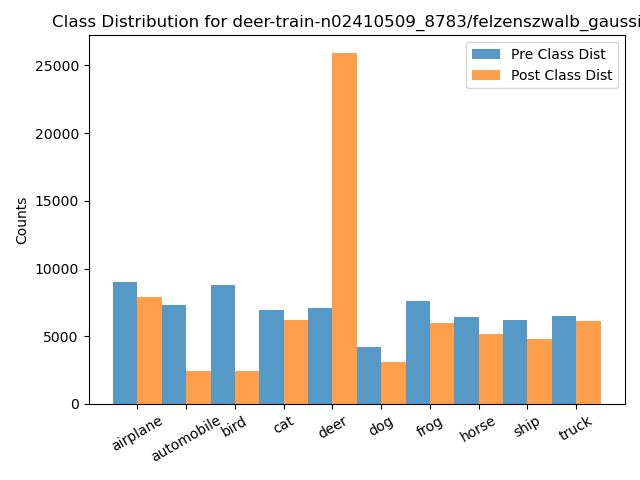 Class Distribution for deer-train-n02410509_8783/felzenszwalb_gaussi
Pre Class Dist
Post Class Dist
Counts
25000
20000
15000
10000
5000
0
airplane
automobile
bird
cat
deer
dog
frog
horse
ship
truck